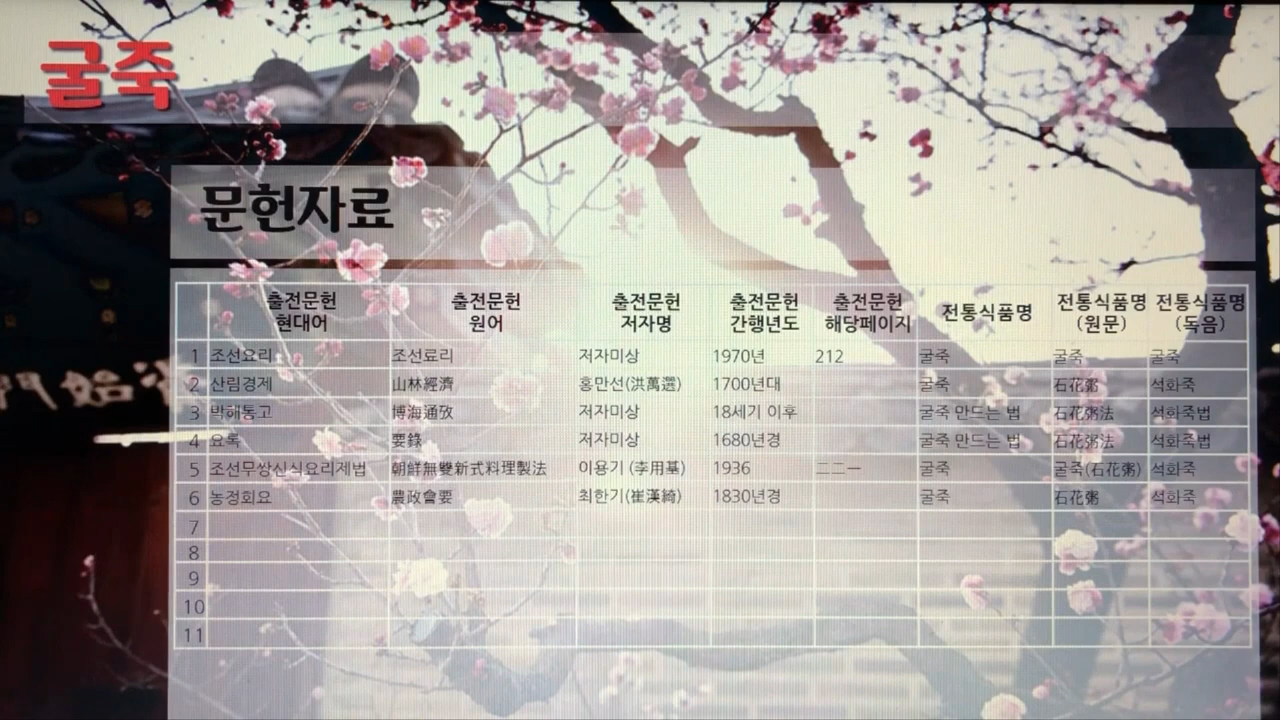 굴죽
문헌자료
출전문헌 현대어 출전문헌 원어 출전문헌 저자명 출전문헌 간행년도 출전문헌 해당페이지 전통식품명 전통식품명 (원문) 전통식품명 (독음)
1 조선요리 조선료리 저자미상 1970년 212 굴죽 굴죽 굴죽
2 산림경제 山林經濟 홍만선(洪萬選) 1700년대 굴죽 石花粥 석화죽
3 박해통고 博海通攷 저자미상 18세기 이후 굴죽 만드는 법 石花粥法 석화죽법
4 요록 要錄 저자미상 1680년경 굴죽 만드는 법 石花粥法 석화죽법
5 조선무쌍신식요리제법 朝鮮無雙新式料理製法 이용기 (李用基) 1936 二二一 굴죽 굴죽(石花粥) 석화죽
6 농정회요 農政會要 최한기(崔漢綺) 1830년경 굴죽 石花粥 석화죽
7
8
9
10
11